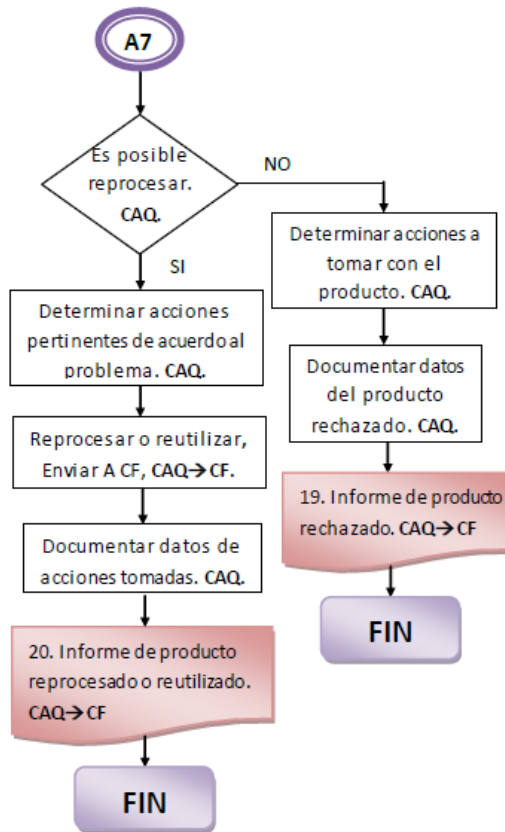 A7
Es posible
reprocesar.
CAQ.
NO
SI
Determinar acciones
pertinentes de acuerdo al
problema. CAQ.
Reprocesar o reutilizar,
Enviar A CF, CAQ→CF.
Documentar datos de
acciones tomadas. CAQ.
20. Informe de producto
reprocesado o reutilizado.
CAQ→CF
FIN
Determinar acciones a
tomar con el
producto. CAQ.
Documentar datos
del producto
rechazado. CAQ.
19. Informe de producto
rechazado. CAQ→CF
FIN